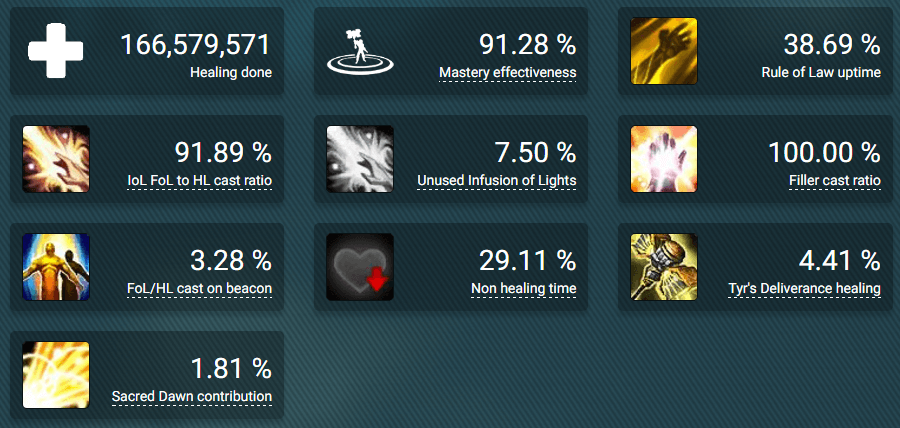 166,579,571
Healing done
91.28 %
Mastery effectiveness
38.69 %
Rule of Law uptime
91.89 %
IoL FoL to HL cast ratio
7.50 %
Unused Infusion of Lights
100.00 %
Filler cast ratio
3.28 %
FoL/HL cast on beacon
29.11 %
Non healing time
4.41 %
Tyr's Deliverance healing
1.81 %
Sacred Dawn contribution